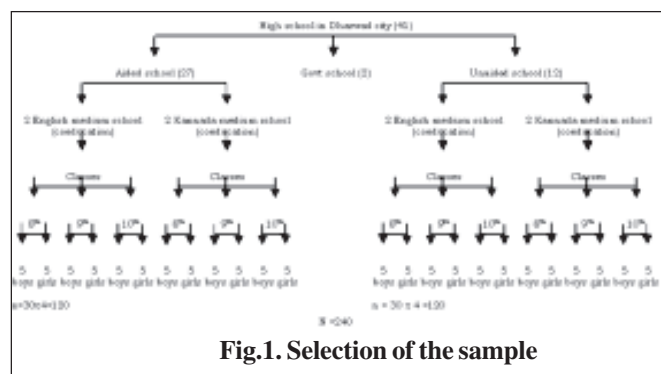 High school in Dharwad city (41)
Aided school (27) Govt school (2) Unaided school (12)
2 English medium school 2 Kannada medium school 2 English medium school 2 Kannada medium school
(coeducation) (coeducation) (coeducation) (coeducation)
Classes Classes Classes Classes
8th 9th 10th 8th 9th 10th 8th 9th 10th 8th 9th 10th
5 5 5 5 5 5 5 5 5 5 5 5 5 5 5 5 5 5 5 5 5 5 5 5
boys girls boys girls boys girls boys girls boys girls boys girls boys girls boys girls boys girls boys girls boys girls boys girls
n=30x4=120 n = 30 x 4 =120
N =240
Fig.1. Selection of the sample